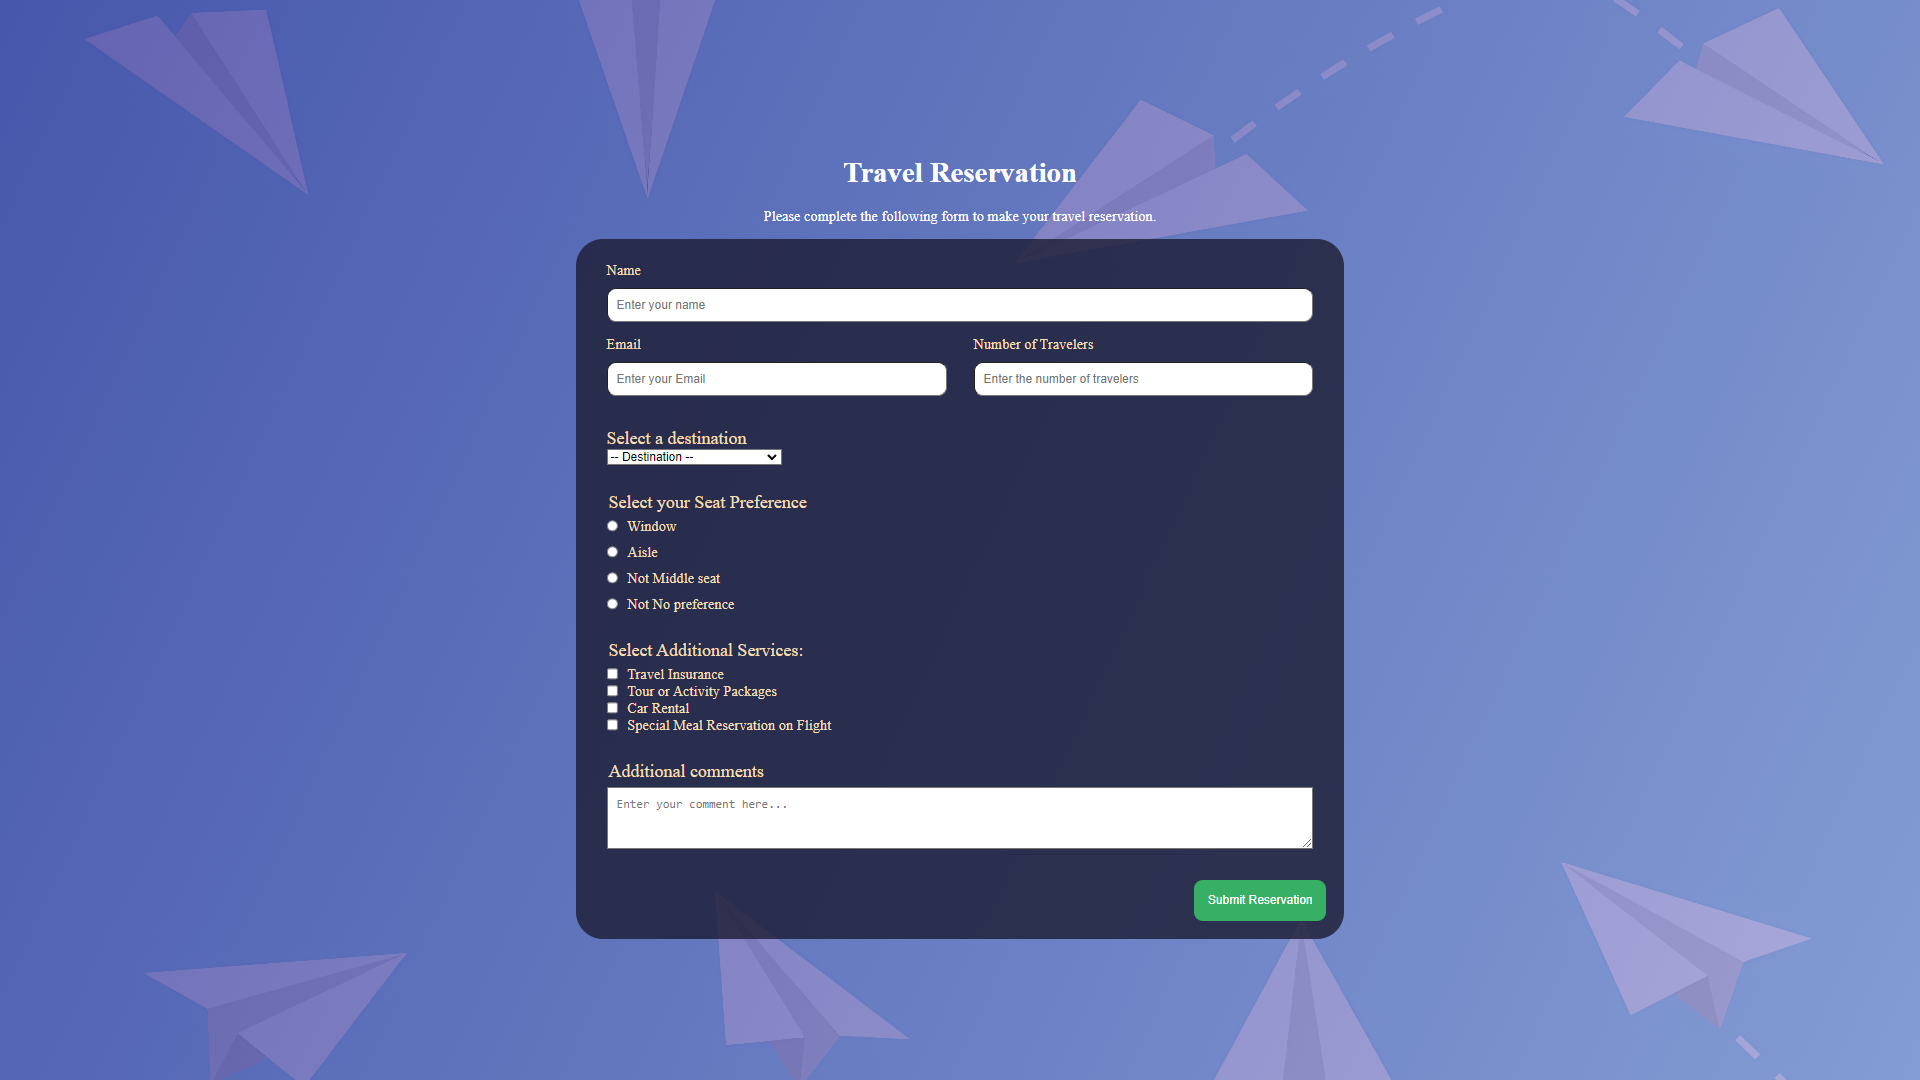 Travel Reservation
Please complete the following form to make your travel reservation.
Name
Enter your name
Email
Number of Travelers
Enter your Email
Enter the number of travelers
Select a destination
-- Destination --
Select your Seat Preference
Window
Aisle
Not Middle seat
Not No preference
Select Additional Services:
Travel Insurance
Tour or Activity Packages
Car Rental
Special Meal Reservation on Flight
Additional comments
Enter your comment here...
Submit Reservation